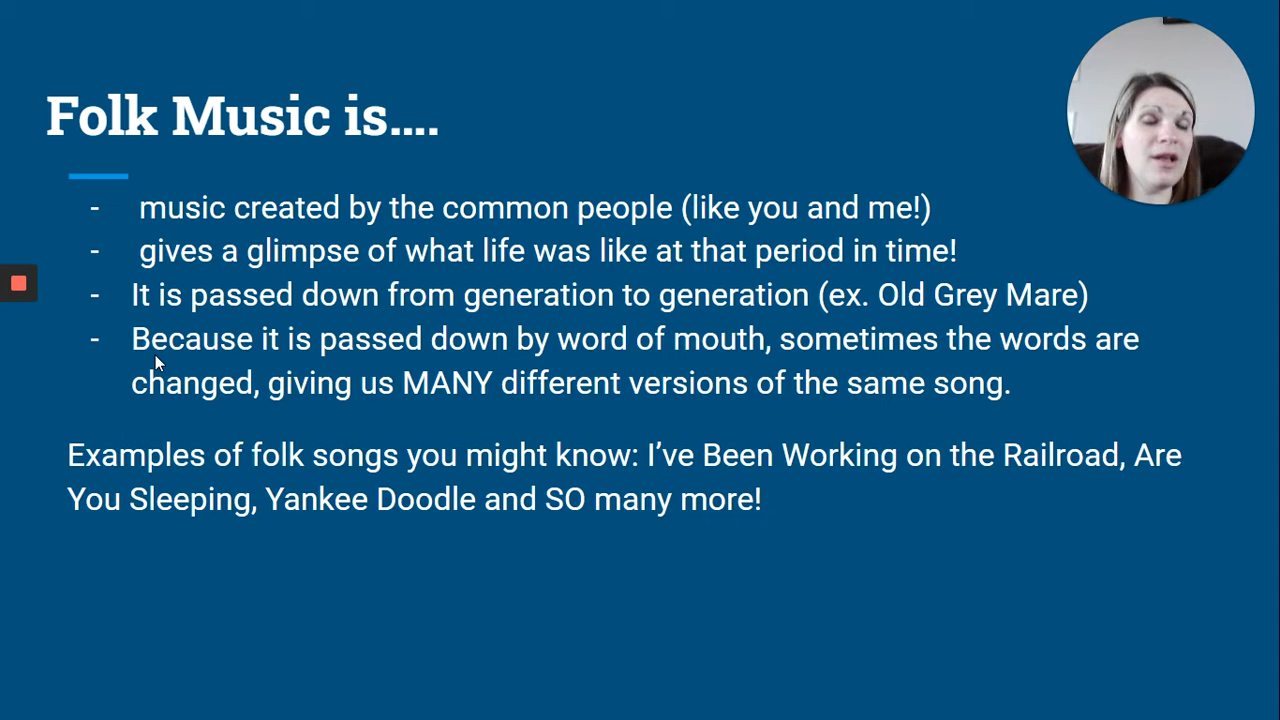 Folk Music is....
- music created by the common people (like you and me!)
- gives a glimpse of what life was like at that period in time!
- It is passed down from generation to generation (ex. Old Grey Mare)
- Because it is passed down by word of mouth, sometimes the words are
changed, giving us MANY different versions of the same song.
Examples of folk songs you might know: I’ve Been Working on the Railroad, Are
You Sleeping, Yankee Doodle and SO many more!